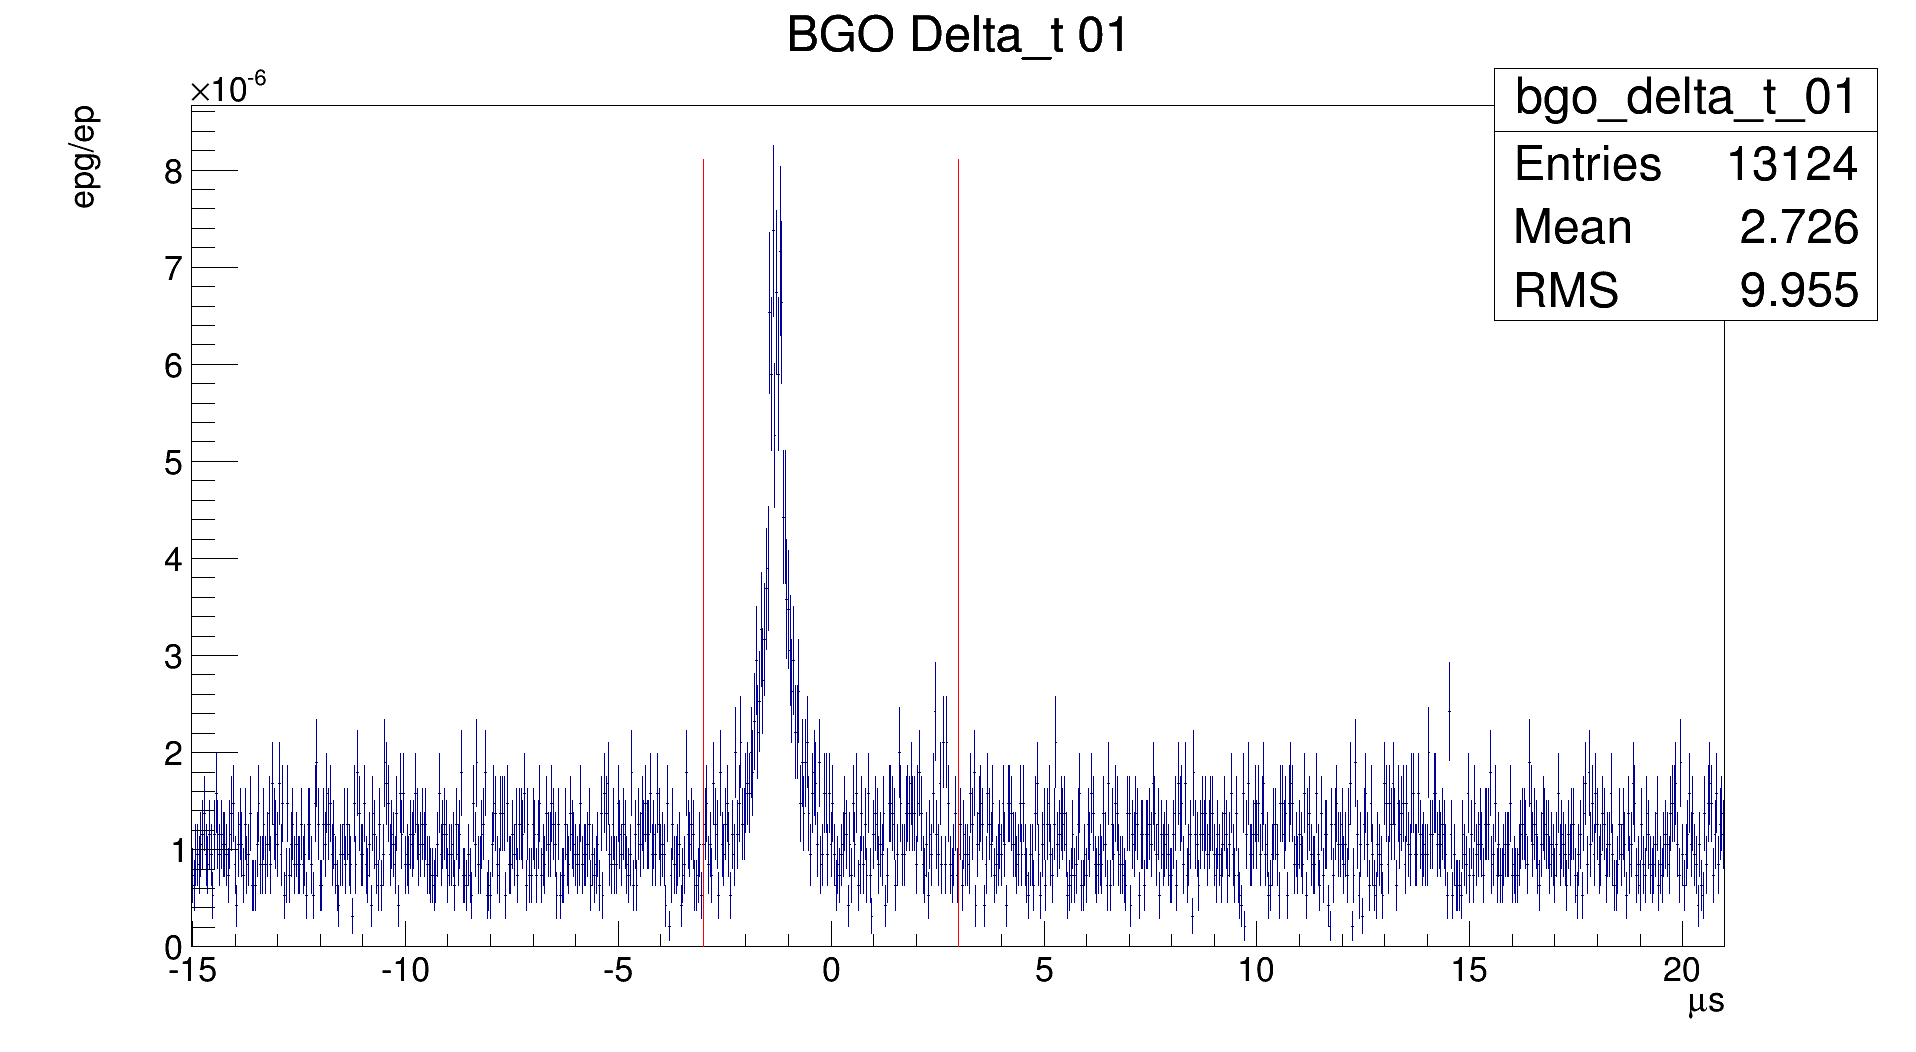 BGO Delta_t 01
×10-6
epg/ep
bgo_delta_t_01
Entries 13124
Mean 2.726
RMS 9.955
8
7
6
5
4
3
2
1
0
-15 -10 -5 0 5 10 15 20
μs